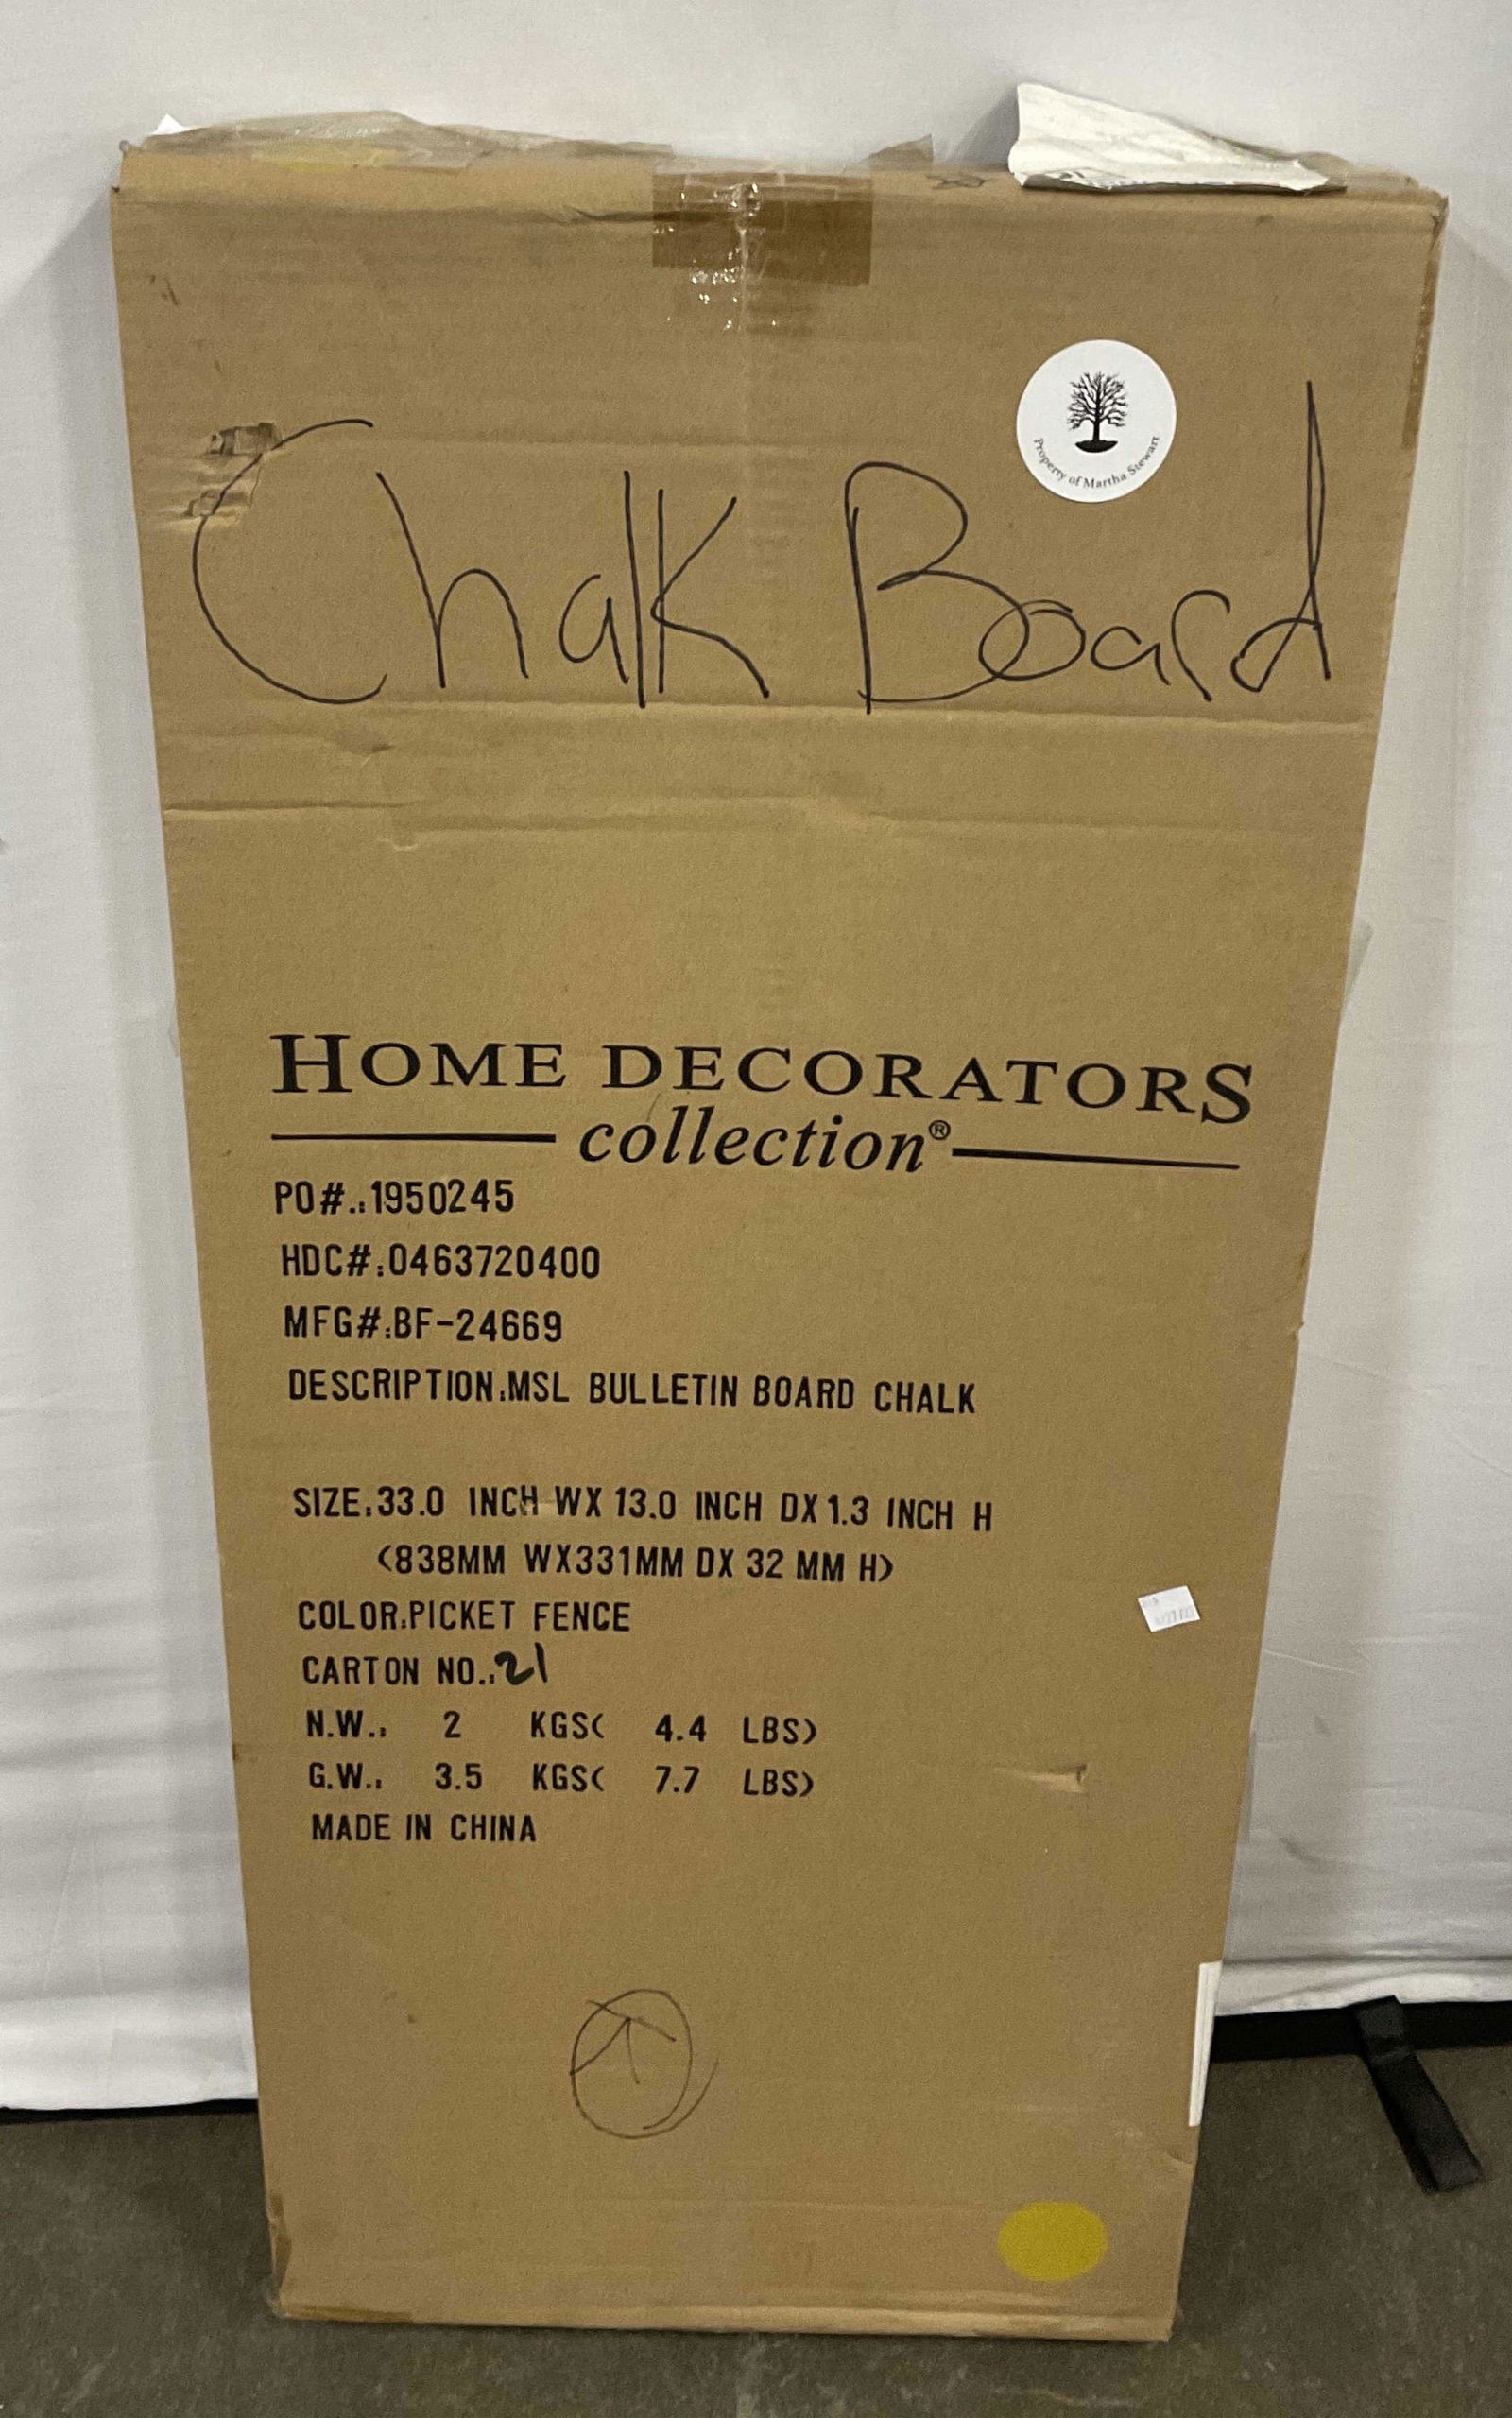 Property of Martha Stewart
Chalk Board
HOME DECORATORS
collection®
PO#.:1950245
HDC#:0463720400
MFG#:BF-24669
DESCRIPTION:MSL BULLETIN BOARD CHALK
SIZE:33.0 INCH WX 13.0 INCH DX 1.3 INCH H
(838MM WX331MM DX 32 MM H)
COLOR:PICKET FENCE
CARTON NO.:21
N.W.: 2 KGS( 4.4 LBS)
G.W.: 3.5 KGS( 7.7 LBS)
MADE IN CHINA